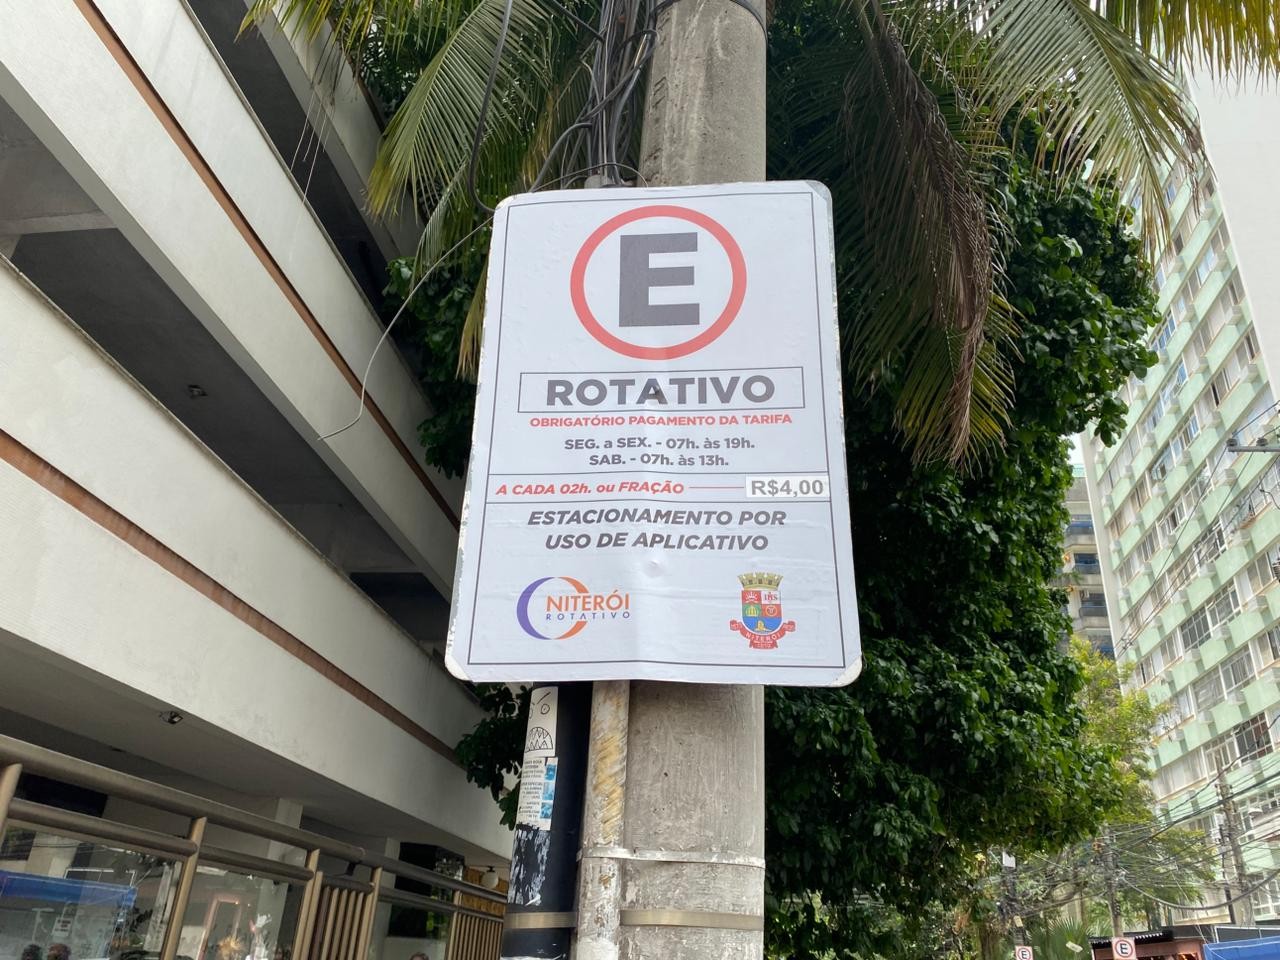 E
ROTATIVO
OBRIGATÓRIO PAGAMENTO DA TARIFA
SEG. a SEX. - 07h. às 19h.
SAB. - 07h. às 13h.
A CADA 02h. ou FRAÇÃO R$4,00
ESTACIONAMENTO POR
USO DE APLICATIVO
NITERÓI
ROTATIVO
NITERÓI
E
E